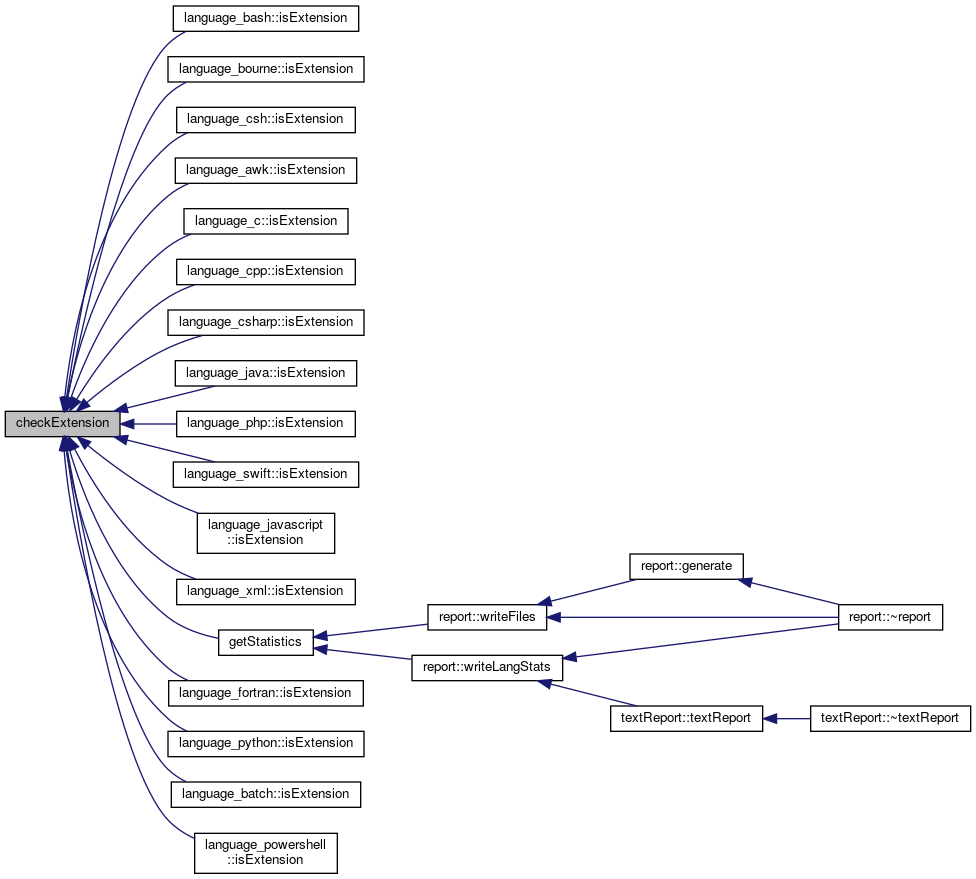 language_bash::isExtension
language_bourne::isExtension
language_csh::isExtension
language_awk::isExtension
language_c::isExtension
language_cpp::isExtension
language_csharp::isExtension
language_java::isExtension
checkExtension
language_php::isExtension
language_swift::isExtension
language_javascript
::isExtension
language_xml::isExtension
getStatistics
language_fortran::isExtension
language_python::isExtension
language_batch::isExtension
language_powershell
::isExtension
report::writeFiles
report::writeLangStats
report::generate
textReport::textReport
report::~report
textReport::~textReport